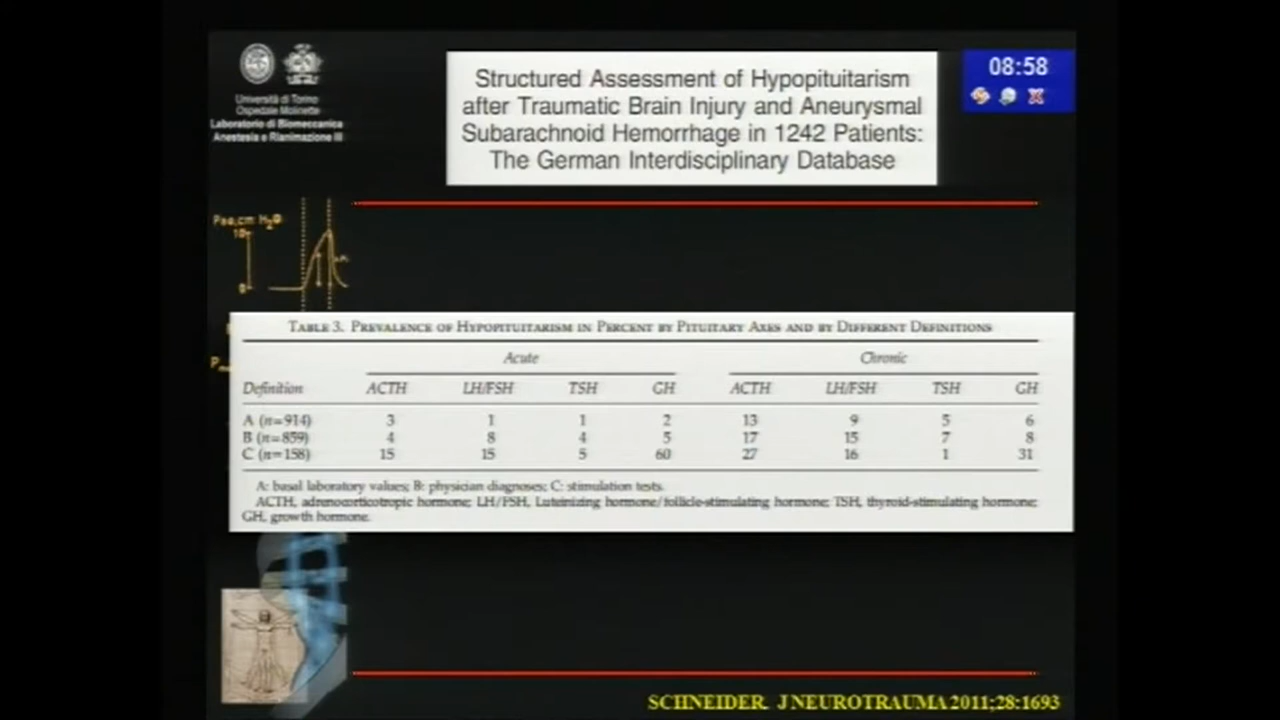 Università di Torino
Ospedale Molinette
Laboratorio di Biomeccanica
Anestesia e Rianimazione III
Structured Assessment of Hypopituitarism
after Traumatic Brain Injury and Aneurysmal
Subarachnoid Hemorrhage in 1242 Patients:
The German Interdisciplinary Database
08:58
cm H2O
TABLE 3. PREVALENCE OF HYPOPITUITARISM IN PERCENT BY PITUITARY AXES AND BY DIFFERENT DEFINITIONS
Acute Chronic
Definition ACTH LH/FSH TSH GH ACTH LH/FSH TSH GH
A (n=914) 3 1 1 2 13 9 5 6
B (n=859) 4 8 4 5 17 15 7 8
C (n=158) 15 15 5 60 27 16 1 31
A: basal laboratory values; B: physician diagnoses; C: stimulation tests.
ACTH, adrenocorticotropic hormone; LH/FSH, Luteinizing hormone/follicle-stimulating hormone; TSH, thyroid-stimulating hormone;
GH, growth hormone.
SCHNEIDER. J NEUROTRAUMA 2011;28:1693